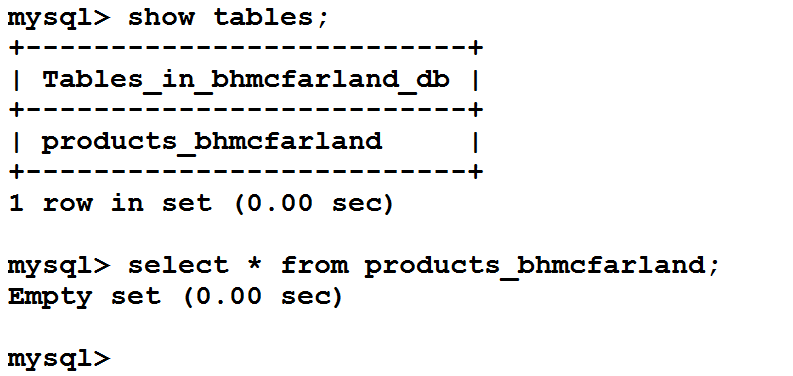 mysql> show tables;
+---------------------------+
| Tables_in_bhmcfarland_db |
+---------------------------+
| products_bhmcfarland     |
+---------------------------+
1 row in set (0.00 sec)
mysql> select * from products_bhmcfarland;
Empty set (0.00 sec)
mysql>